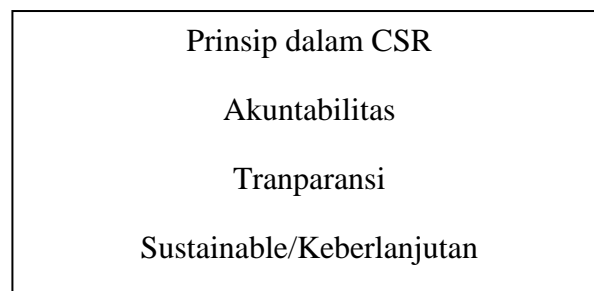 Prinsip dalam CSR
Akuntabilitas
Tranparansi
Sustainable/Keberlanjutan